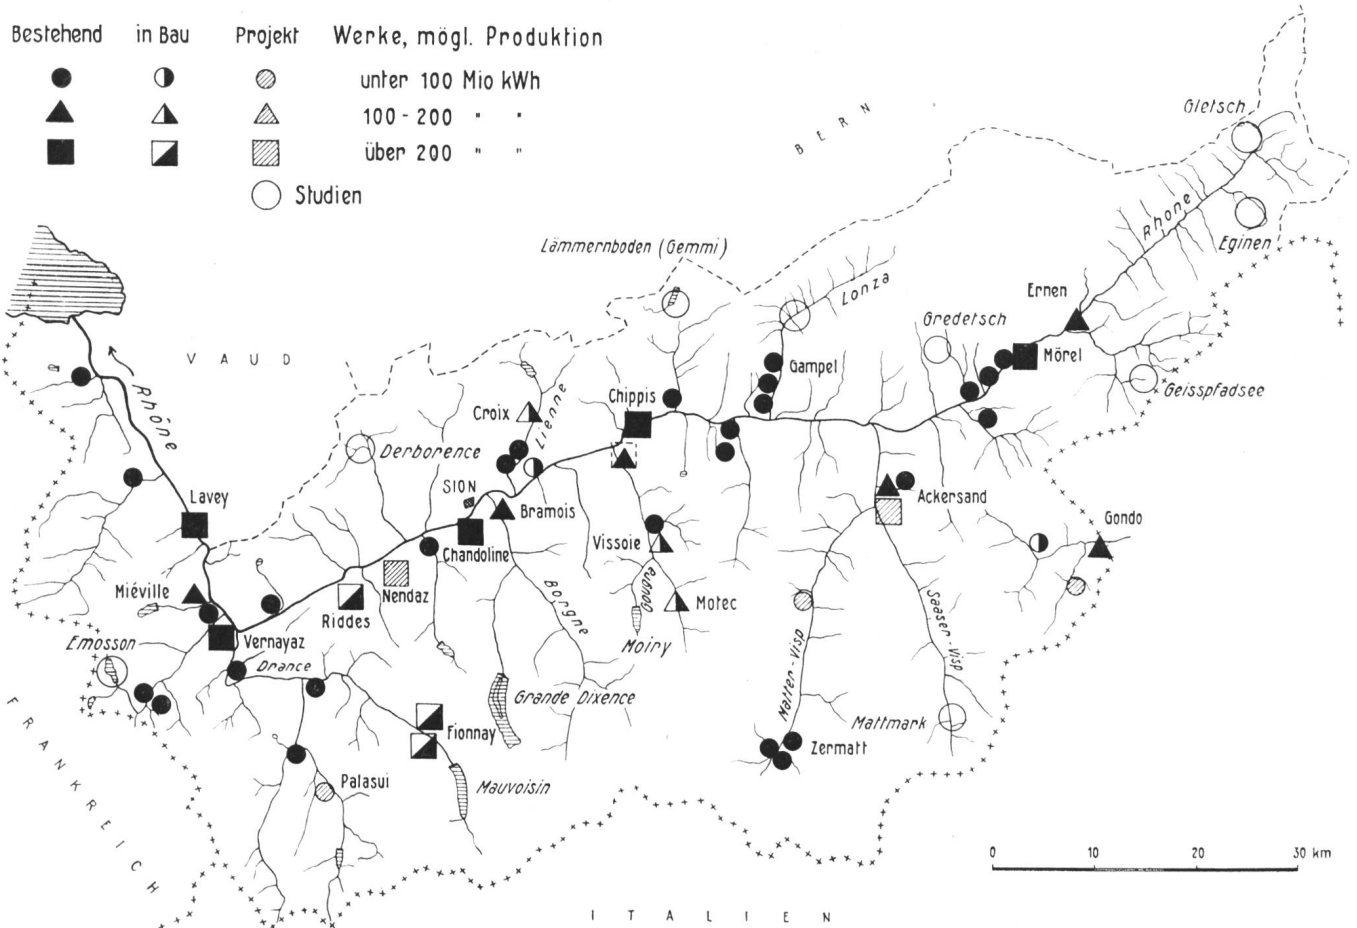 Bestehend in Bau Projekt Werke, mögl. Produktion
unter 100 Mio kWh
100 - 200 " "
über 200 " "
Studien
BERN
Gletsch
Rhone
Eginen
Lämmernboden (Gemmi)
Lonza
Ernen
Gredetsch
Mörel
Geisspfadsee
VAUD
Rhône
Gampel
Chippis
Croix
Lienne
Derborence
SION
Bramois
Chandoline
Lavey
Ackersand
Gondo
Vissoie
Gougra
Motec
Moiry
Miéville
Riddes
Nendaz
Borgne
Emosson
Vernayaz
Drance
Grande Dixence
Matter-Visp
Saaser-Visp
Mattmark
Zermatt
Fionnay
Palasui
Mauvoisin
FRANKREICH
0 10 20 30 km
ITALIEN